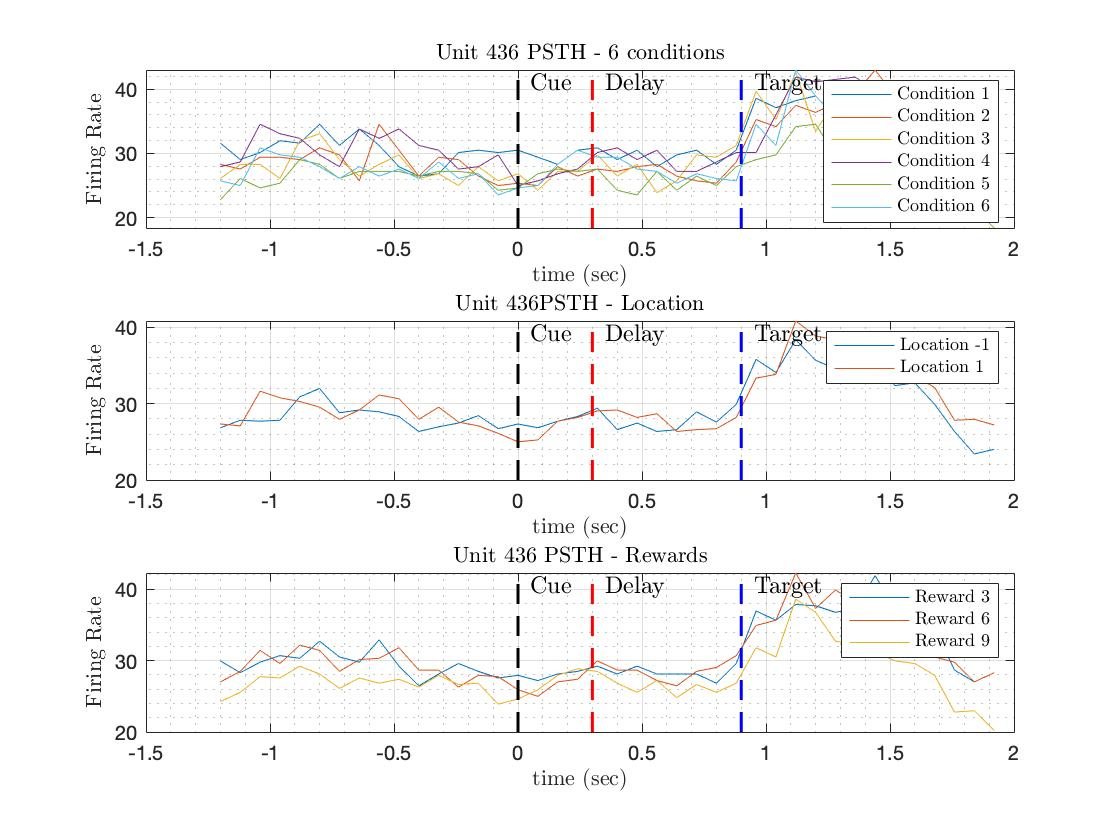 Unit 436 PSTH - 6 conditions
Cue Delay Target
Firing Rate
40
30
20
Condition 1
Condition 2
Condition 3
Condition 4
Condition 5
Condition 6
-1.5 -1 -0.5 0 0.5 1 1.5 2
time (sec)
Unit 436PSTH - Location
Cue Delay Target
Firing Rate
40
30
20
Location -1
Location 1
-1.5 -1 -0.5 0 0.5 1 1.5 2
time (sec)
Unit 436 PSTH - Rewards
Cue Delay Target
Firing Rate
40
30
20
Reward 3
Reward 6
Reward 9
-1.5 -1 -0.5 0 0.5 1 1.5 2
time (sec)